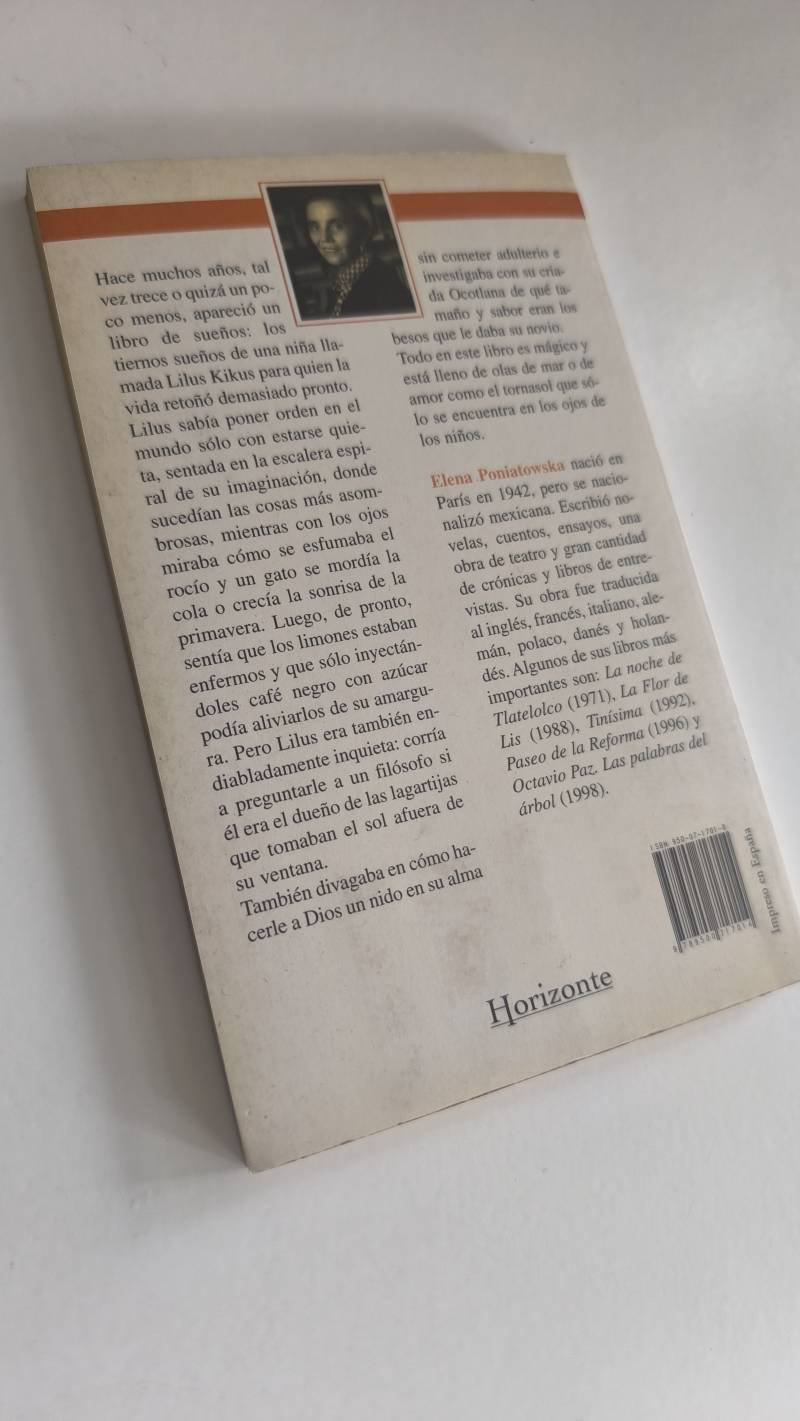 Hace muchos años, tal
vez trece o quizá un po-
co menos, apareció un
libro de sueños: los
tiernos sueños de una niña lla-
mada Lilus Kikus para quien la
vida retoñó demasiado pronto.
Lilus sabía poner orden en el
mundo sólo con estarse quie-
ta, sentada en la escalera espi-
ral de su imaginación, donde
sucedían las cosas más asom-
brosas, mientras con los ojos
miraba cómo se esfumaba el
rocío y un gato se mordía la
cola o crecía la sonrisa de la
primavera. Luego, de pronto,
sentía que los limones estaban
enfermos y que sólo inyectán-
doles café negro con azúcar
podía aliviarlos de su amargu-
ra. Pero Lilus era también en-
diabladamente inquieta: corría
a preguntarle a un filósofo si
él era el dueño de las lagartijas
que tomaban el sol afuera de
su ventana.
También divagaba en cómo ha-
cerle a Dios un nido en su alma
sin cometer adulterio e
investigaba con su cria-
da Ocotlana de qué ta-
maño y sabor eran los
besos que le daba su novio.
Todo en este libro es mágico y
está lleno de olas de mar o de
amor como el tornasol que só-
lo se encuentra en los ojos de
los niños.
Elena Poniatowska nació en
París en 1942, pero se nacio-
nalizó mexicana. Escribió no-
velas, cuentos, ensayos, una
obra de teatro y gran cantidad
de crónicas y libros de entre-
vistas. Su obra fue traducida
al inglés, francés, italiano, ale-
mán, polaco, danés y holan-
dés. Algunos de sus libros más
importantes son: La noche de
Tlatelolco (1971), La Flor de
Lis (1988), Tinísima (1992),
Paseo de la Reforma (1996) y
Octavio Paz. Las palabras del
árbol (1998).
ISBN 950-07-1701-8
9 789500 717014
Impreso en España
Horizonte